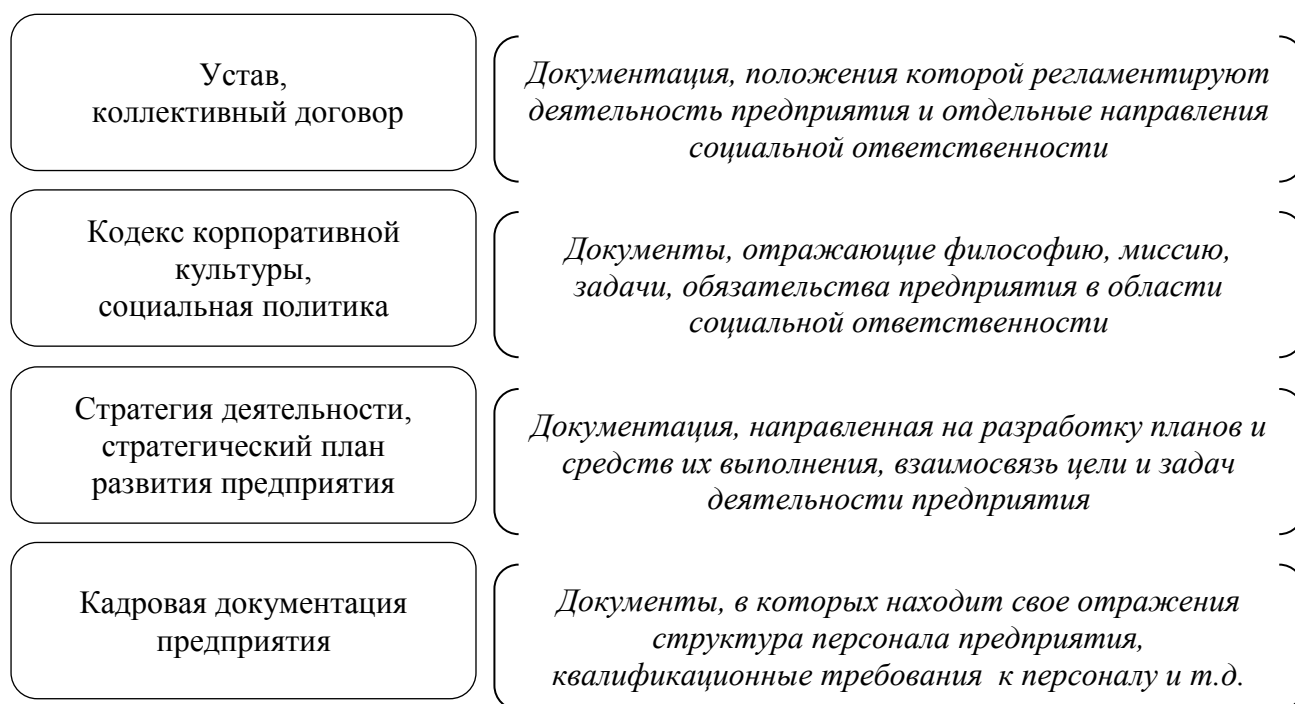 Устав,
коллективный договор
Документация, положения которой регламентируют
деятельность предприятия и отдельные направления
социальной ответственности
Кодекс корпоративной
культуры,
социальная политика
Документы, отражающие философию, миссию,
задачи, обязательства предприятия в области
социальной ответственности
Стратегия деятельности,
стратегический план
развития предприятия
Документация, направленная на разработку планов и
средств их выполнения, взаимосвязь цели и задач
деятельности предприятия
Кадровая документация
предприятия
Документы, в которых находит свое отражения
структура персонала предприятия,
квалификационные требования к персоналу и т.д.